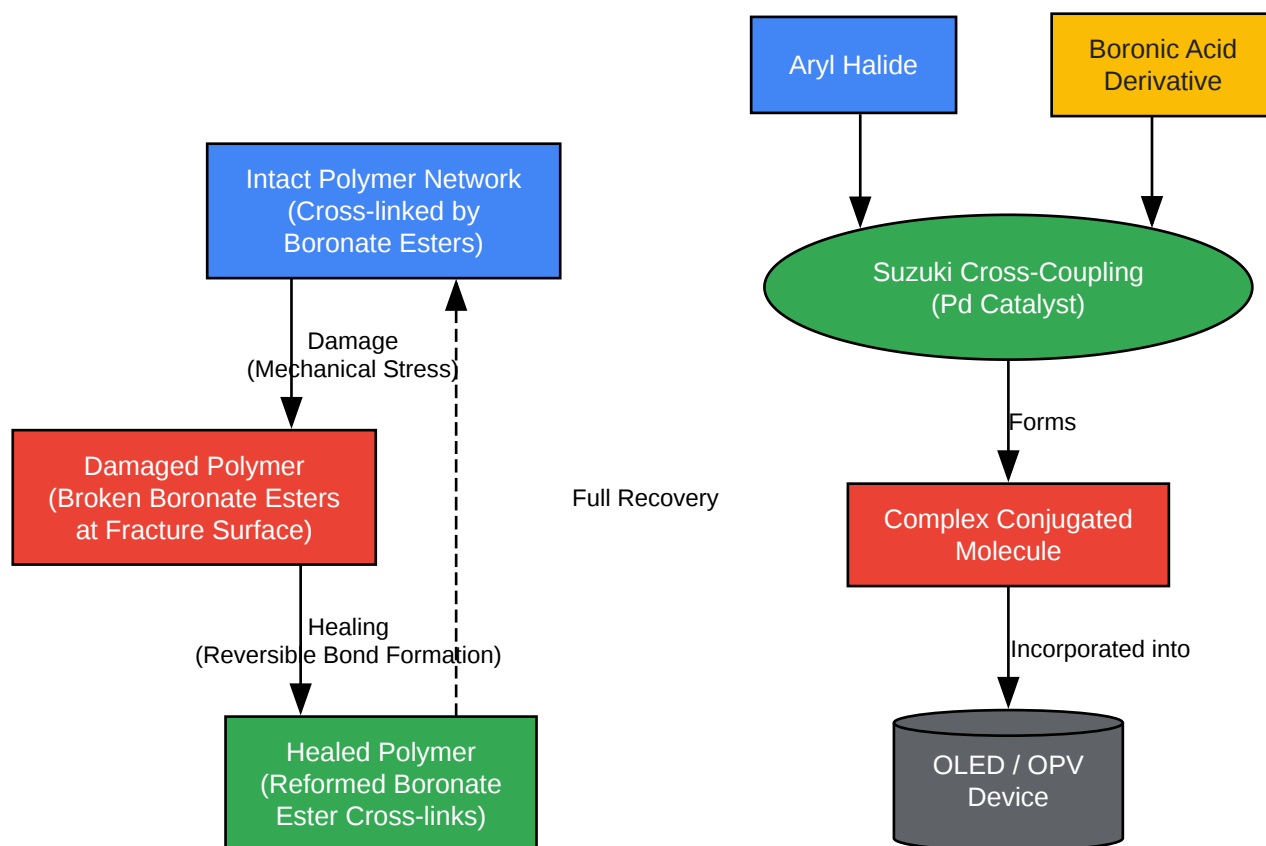 Intact Polymer Network
(Cross-linked by
Boronate Esters)
Damage
(Mechanical Stress)
Damaged Polymer
(Broken Boronate Esters
at Fracture Surface)
Healing
(Reversible Bond Formation)
Healed Polymer
(Reformed Boronate
Ester Cross-links)
Full Recovery
Aryl Halide
Boronic Acid
Derivative
Suzuki Cross-Coupling
(Pd Catalyst)
Forms
Complex Conjugated
Molecule
Incorporated into
OLED / OPV
Device